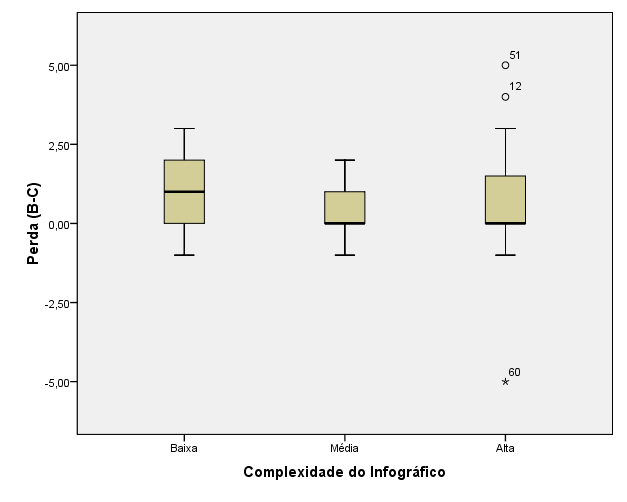 5,00
2,50
0,00
-2,50
-5,00
Perda (B-C)
51
12
60
Baixa
Média
Alta
Complexidade do Infográfico